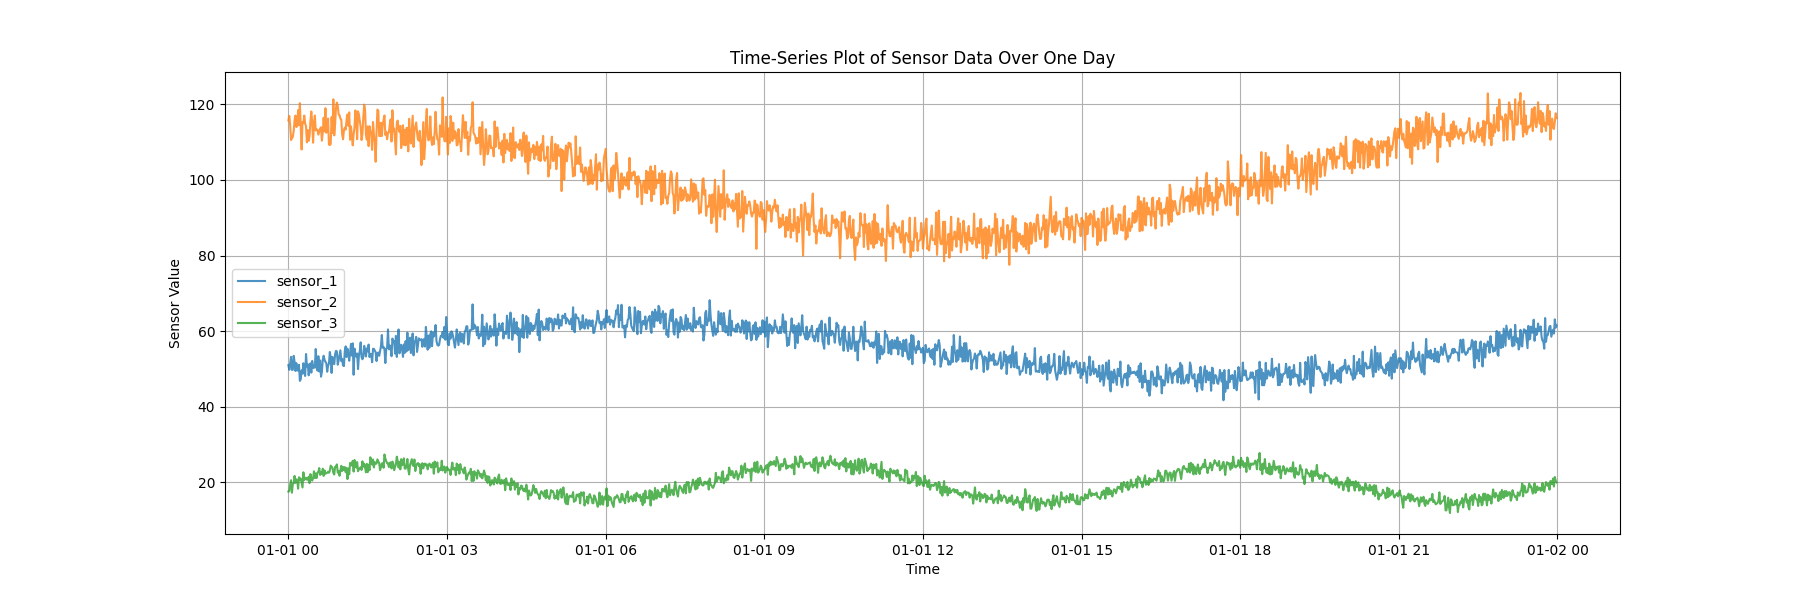 Time-Series Plot of Sensor Data Over One Day
Sensor Value
120
100
80
60
40
20
sensor_1
sensor_2
sensor_3
01-01 00 01-01 03 01-01 06 01-01 09 01-01 12 01-01 15 01-01 18 01-01 21 01-02 00
Time